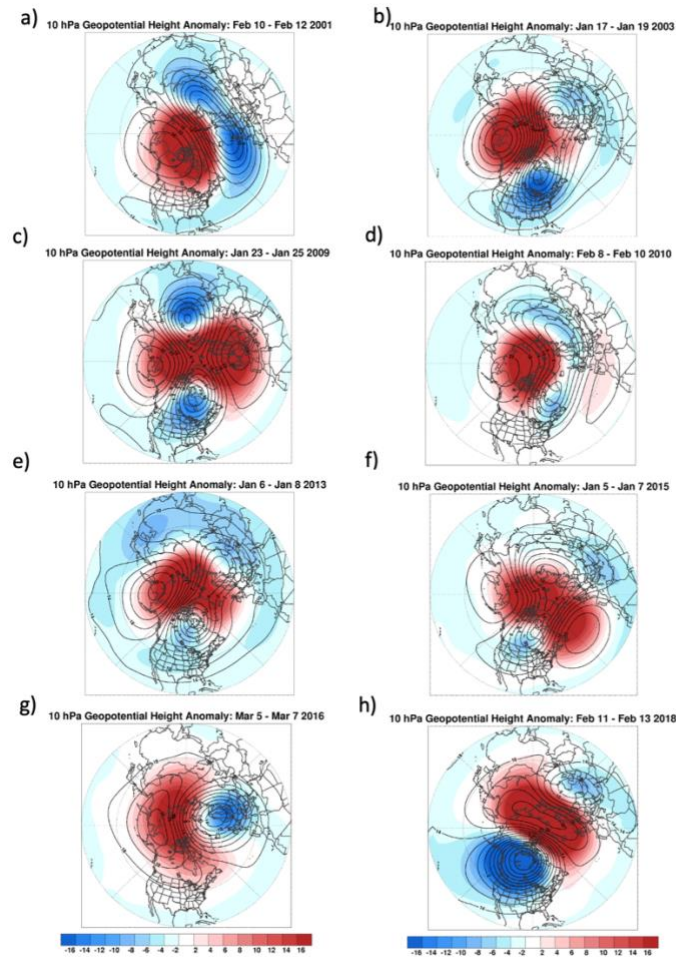 a)
10 hPa Geopotential Height Anomaly: Feb 10 - Feb 12 2001
b)
10 hPa Geopotential Height Anomaly: Jan 17 - Jan 19 2003
c)
10 hPa Geopotential Height Anomaly: Jan 23 - Jan 25 2009
d)
10 hPa Geopotential Height Anomaly: Feb 8 - Feb 10 2010
e)
10 hPa Geopotential Height Anomaly: Jan 6 - Jan 8 2013
f)
10 hPa Geopotential Height Anomaly: Jan 5 - Jan 7 2015
g)
10 hPa Geopotential Height Anomaly: Mar 5 - Mar 7 2016
h)
10 hPa Geopotential Height Anomaly: Feb 11 - Feb 13 2018
-16 -14 -12 -10 -8 -6 -4 -2 2 4 6 8 10 12 14 16
-16 -14 -12 -10 -8 -6 -4 -2 2 4 6 8 10 12 14 16